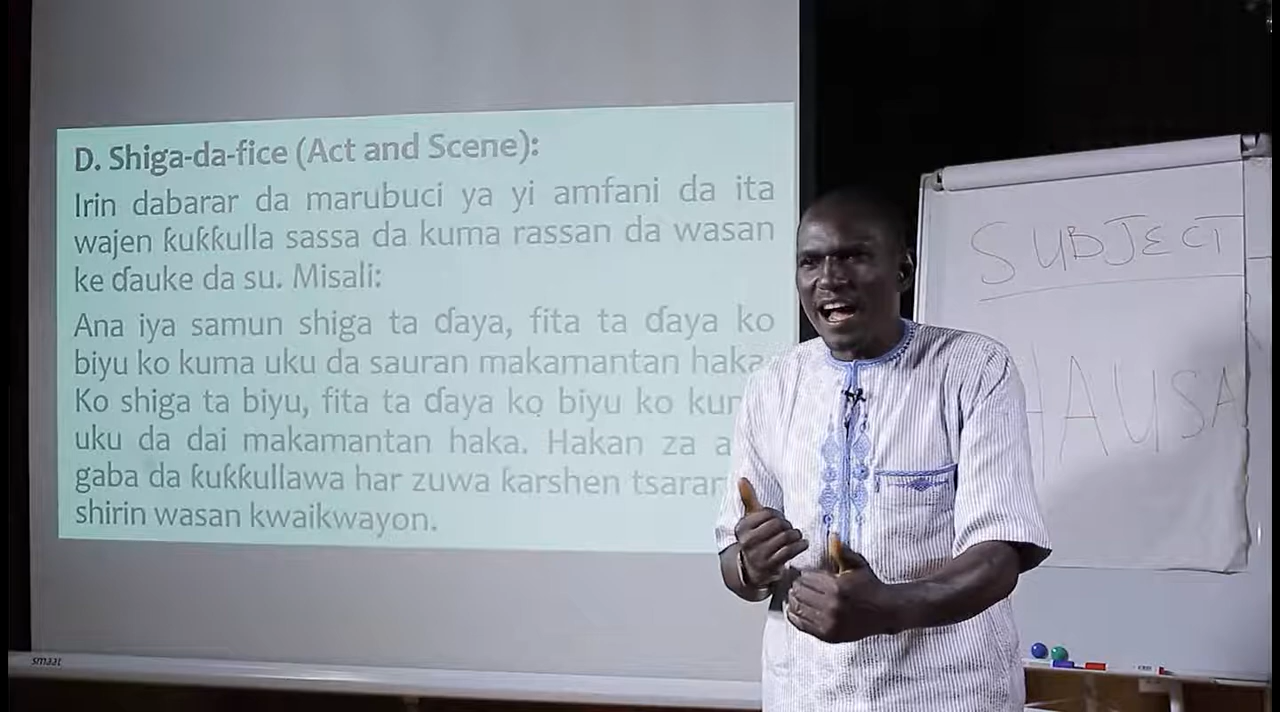 D. Shiga-da-fice (Act and Scene):
Irin dabarar da marubuci ya yi amfani da ita
wajen ƙuƙƙulla sassa da kuma rassan da wasan
ke ɗauke da su. Misali:
Ana iya samun shiga ta ɗaya, fita ta ɗaya ko
biyu ko kuma uku da sauran makamantan haka
Ko shiga ta biyu, fita ta ɗaya ko biyu ko
uku da dai makamantan haka. Hakan za
gaba da ƙuƙƙullawa har zuwa ƙarshen
shirin wasan kwaikwayon.
SUBJECT
HAUSA
smaat